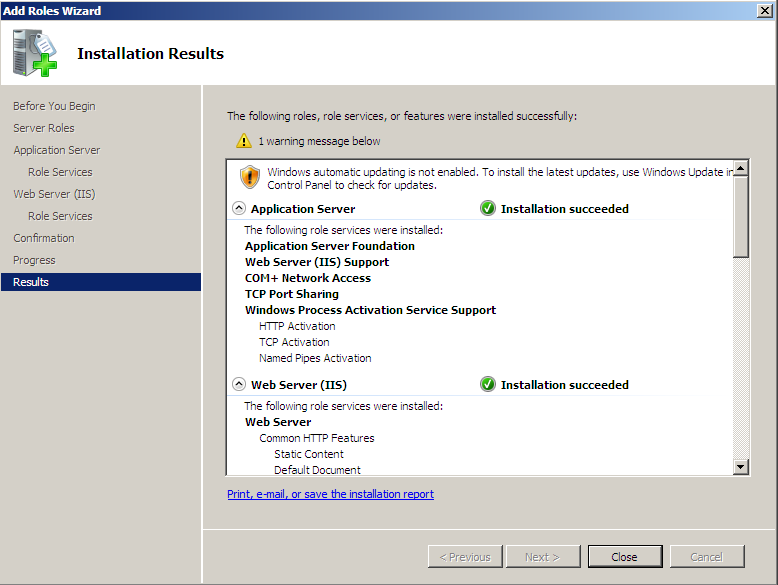 Add Roles Wizard
Installation Results
Before You Begin
Server Roles
Application Server
Role Services
Web Server (IIS)
Role Services
Confirmation
Progress
Results
The following roles, role services, or features were installed successfully:
1 warning message below
Windows automatic updating is not enabled. To install the latest updates, use Windows Update in
Control Panel to check for updates.
Application Server Installation succeeded
The following role services were installed:
Application Server Foundation
Web Server (IIS) Support
COM+ Network Access
TCP Port Sharing
Windows Process Activation Service Support
HTTP Activation
TCP Activation
Named Pipes Activation
Web Server (IIS) Installation succeeded
The following role services were installed:
Web Server
Common HTTP Features
Static Content
Default Document
Print, e-mail, or save the installation report
< Previous Next > Close Cancel